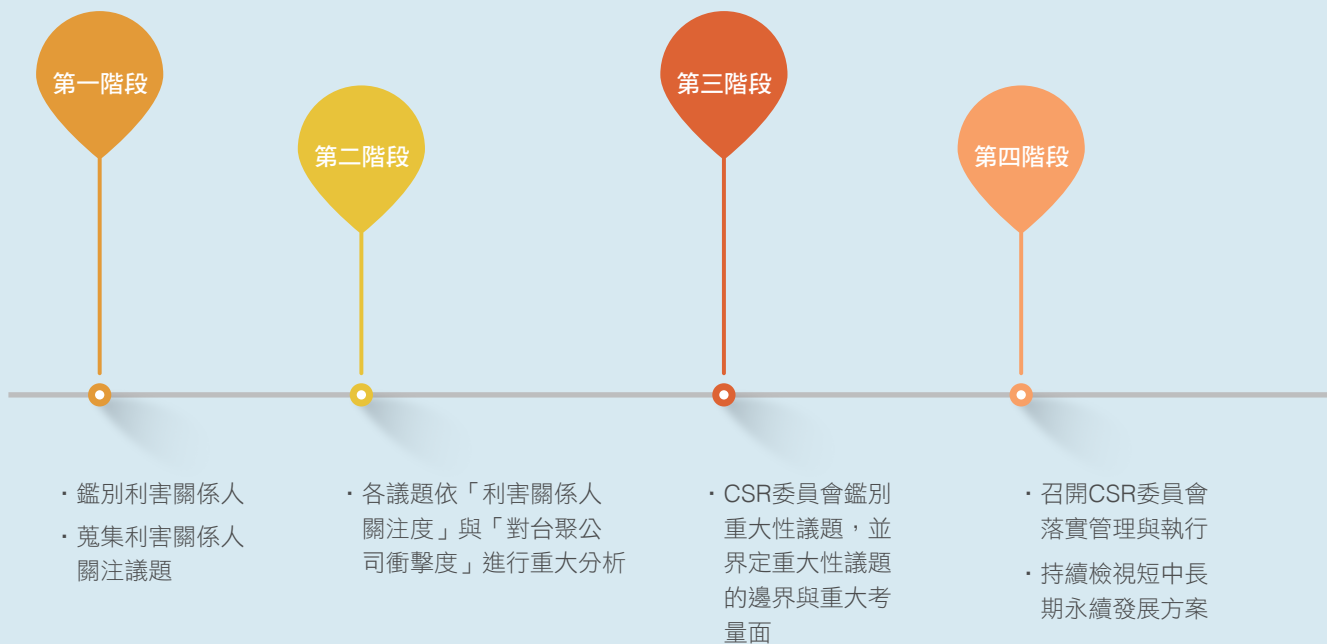 第一階段
第二階段
第三階段
第四階段
・鑑別利害關係人
・蒐集利害關係人
關注議題
・各議題依「利害關係人
關注度」與「對台聚公
司衝擊度」進行重大分析
・CSR委員會鑑別
重大性議題，並
界定重大性議題
的邊界與重大考
量面
・召開CSR委員會
落實管理與執行
・持續檢視短中長
期永續發展方案